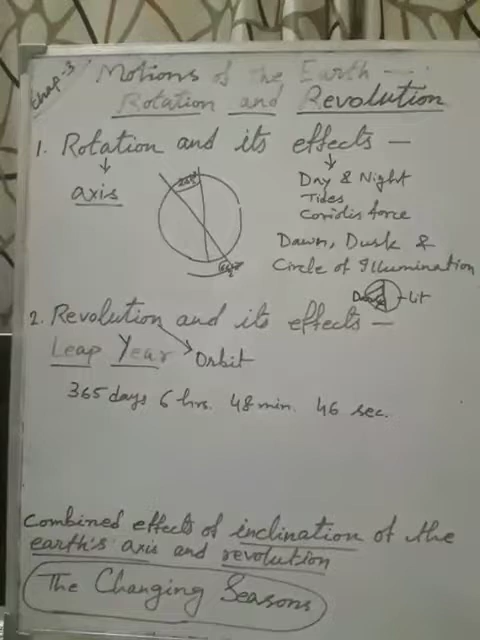 Chap-3
Motions of the Earth —
Rotation and Revolution
1. Rotation and its effects —
axis
Day & Night
Tides
Coriolis force
Dawn, Dusk &
Circle of Illumination
Lit
2. Revolution and its effects —
Leap Year
Orbit
365 days 6 hrs. 48 min. 46 sec.
Combined effects of inclination of the
earth's axis and revolution
The Changing Seasons